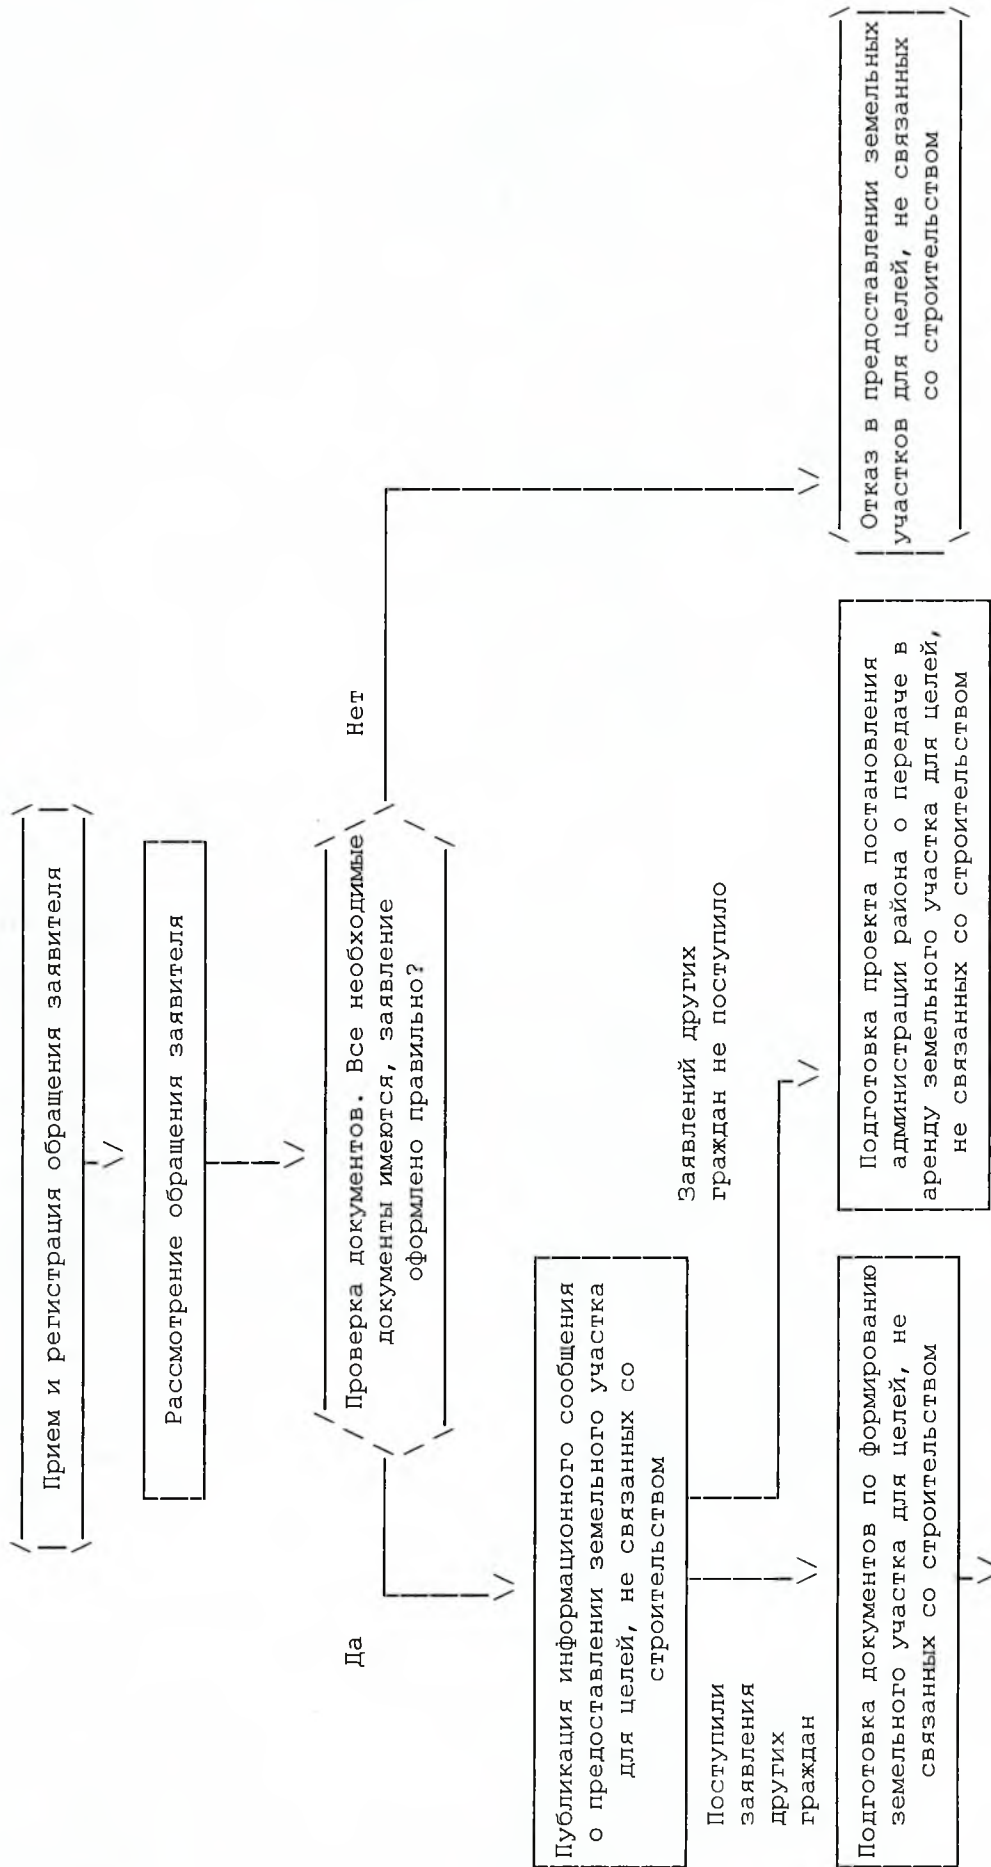 Прием и регистрация обращения заявителя
Рассмотрение обращения заявителя
Проверка документов. Все необходимые
документы имеются, заявление
оформлено правильно?
Да
Нет
Публикация информационного сообщения
о предоставлении земельного участка
для целей, не связанных со
строительством
Поступили
заявления
других
граждан
Заявлений других
граждан не поступило
Подготовка документов по формированию
земельного участка для целей, не
связанных со строительством
Подготовка проекта постановления
администрации района о передаче в
аренду земельного участка для целей,
не связанных со строительством
Отказ в предоставлении земельных
участков для целей, не связанных
со строительством